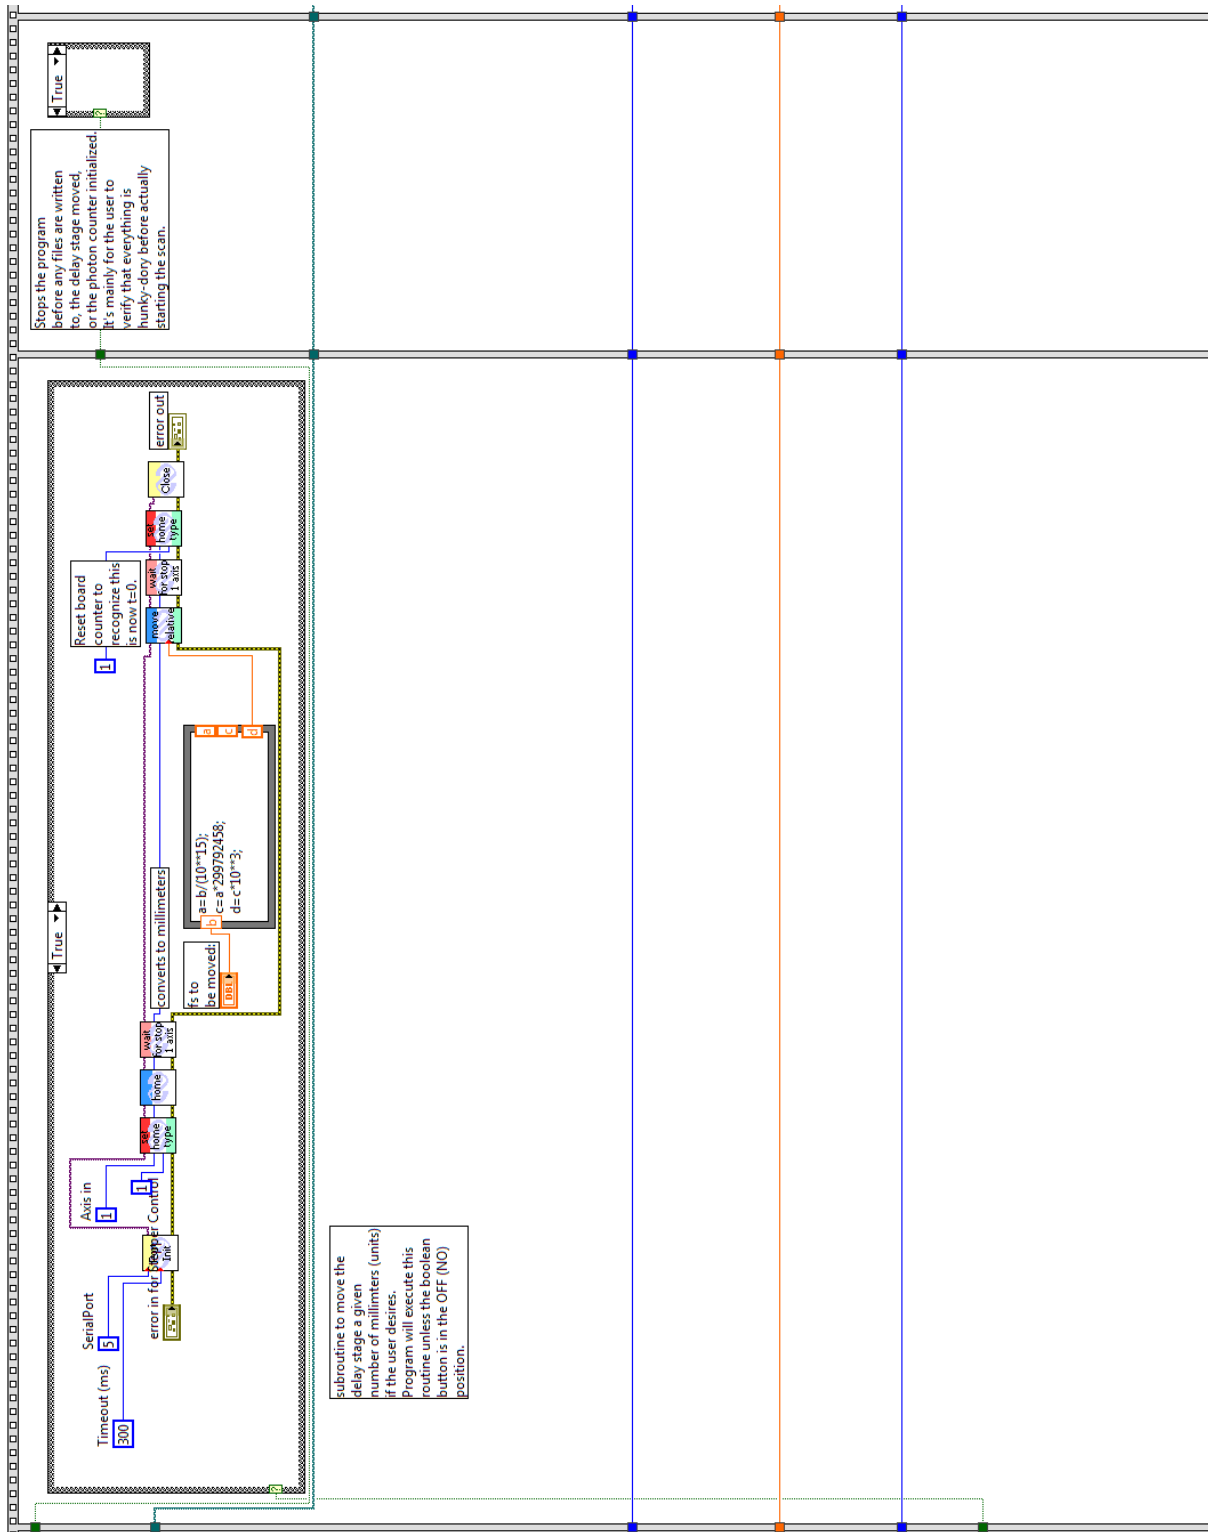 True
Timeout (ms)
300
SerialPort
5
error in for Stepper Control
Port
Init
Axis in
1
1
set
home
type
home
wait
for stop
1 axis
converts to millimeters
fs to
be moved:
DBL
b
a=b/(10**15);
c=a*299792458;
d=c*10**3;
a
c
d
move
relative
wait
for stop
1 axis
1
Reset board
counter to
recognize this
is now t=0.
set
home
type
Close
error out
subroutine to move the
delay stage a given
number of millimters (units)
if the user desires.
Program will execute this
routine unless the boolean
button is in the OFF (NO)
position.
Stops the program
before any files are written
to, the delay stage moved,
or the photon counter initialized.
It's mainly for the user to
verify that everything is
hunky-dory before actually
starting the scan.
True